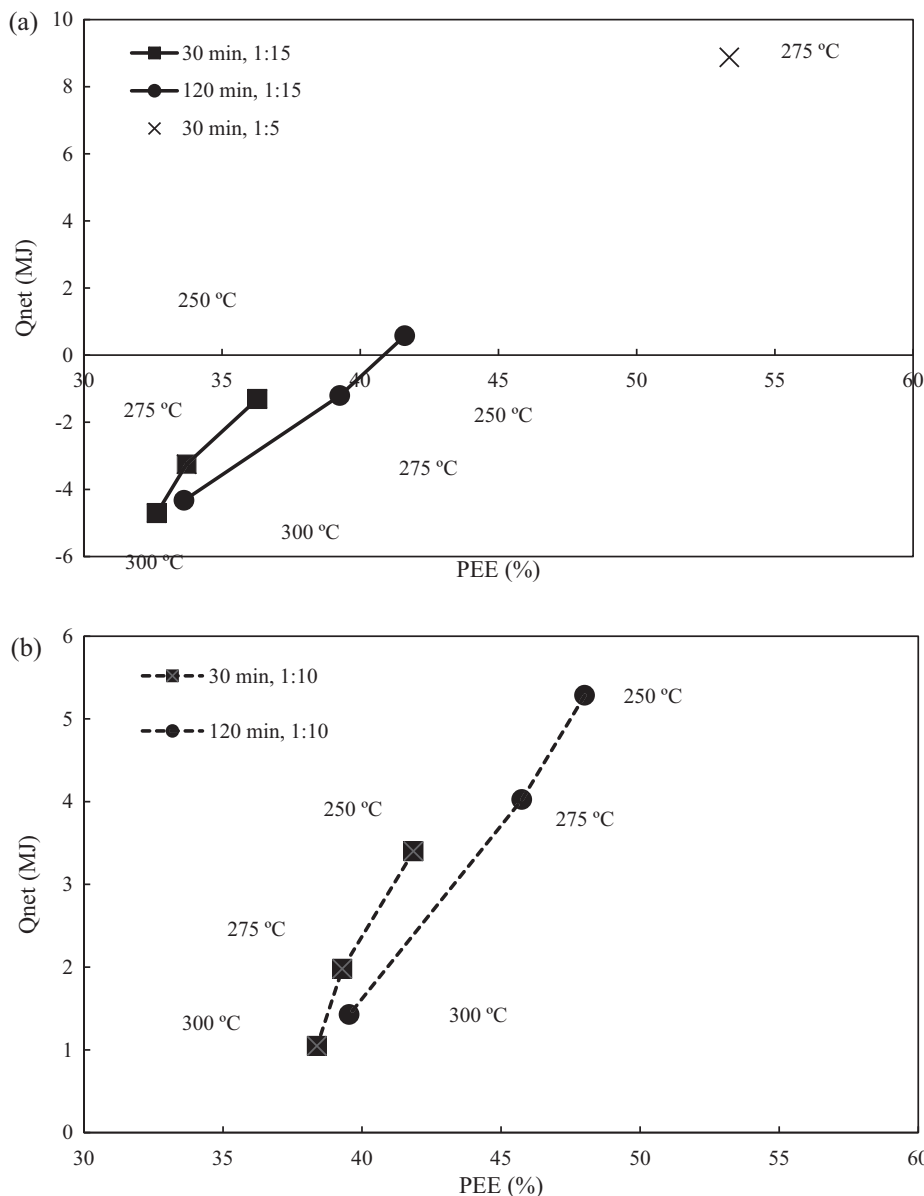 (a)
10
8
6
4
2
0
-2
-4
-6
Qnet (MJ)
30 min, 1:15
120 min, 1:15
30 min, 1:5
275 ºC
250 ºC
30 35 40 45 50 55 60
275 ºC
250 ºC
275 ºC
300 ºC
300 ºC
PEE (%)
(b)
6
5
4
3
2
1
0
Qnet (MJ)
30 min, 1:10
120 min, 1:10
250 ºC
250 ºC
275 ºC
275 ºC
300 ºC
300 ºC
30 35 40 45 50 55 60
PEE (%)